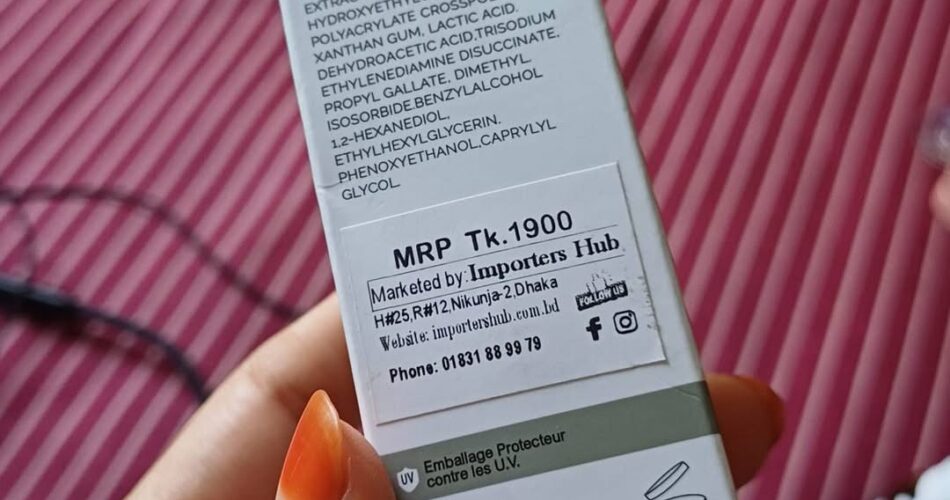 HYDROXYETHYL
POLYACRYLATE
XANTHAN GUM, LACTIC ACID.
DEHYDROACETIC ACID,TRISODIUM
ETHYLENEDIAMINE DISUCCINATE,
PROPYL GALLATE, DIMETHYL
ISOSORBIDE,BENZYLALCOHOL
1,2-HEXANEDIOL,
ETHYLHEXYLGLYCERIN,
PHENOXYETHANOL,CAPRYLYL
GLYCOL
MRP Tk.1900
Marketed by: Importers Hub
H#25,R#12,Nikunja-2,Dhaka
Website: importershub.com.bd
FOLLOW US
Phone: 01831 88 99 79
UV
Emballage Protecteur
contre les U.V.